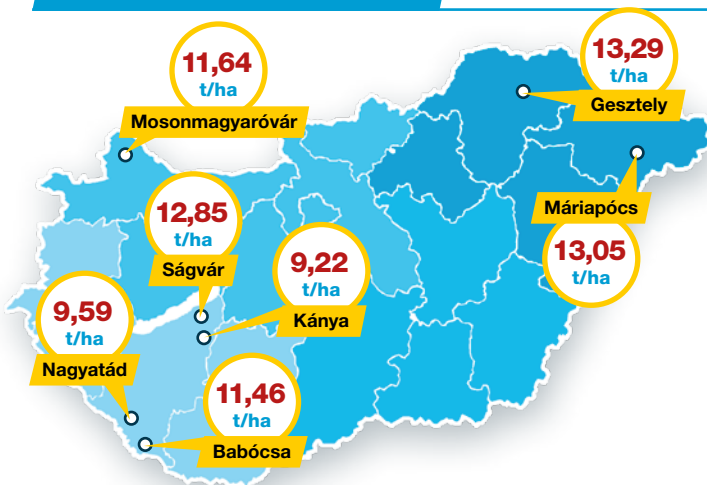 11,64
t/ha
Mosonmagyaróvár
13,29
t/ha
Gesztely
Máriapócs
13,05
t/ha
12,85
t/ha
Ságvár
9,22
t/ha
Kánya
9,59
t/ha
Nagyatád
11,46
t/ha
Babócsa